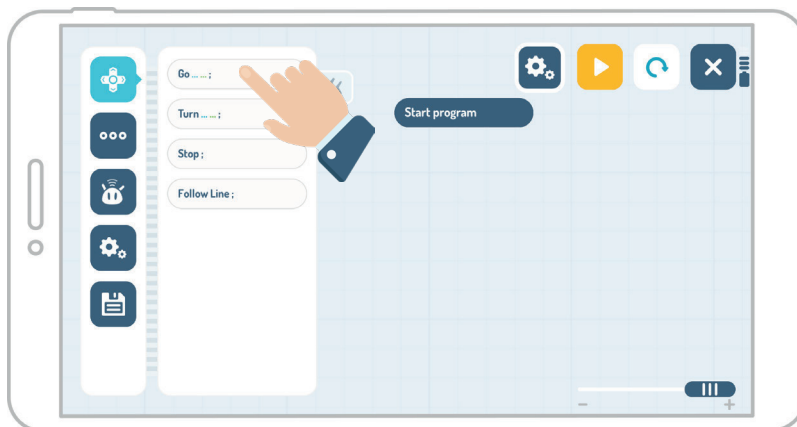 Go ... ... ;
Turn ... ... ;
Stop ;
Follow Line ;
Start program